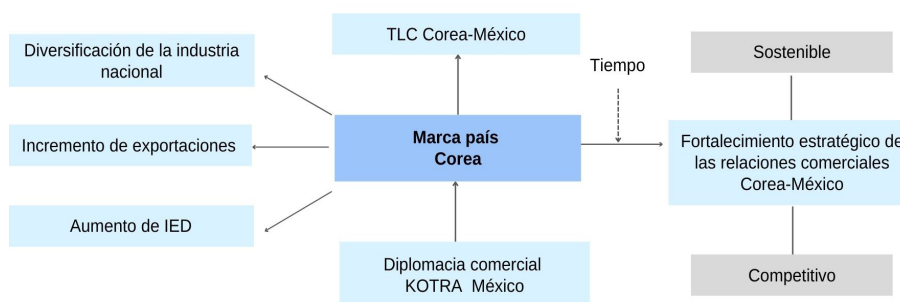 TLC Corea-México
Diversificación de la industria
nacional
Tiempo
Sostenible
Incremento de exportaciones
Marca país
Corea
Fortalecimiento estratégico de
las relaciones comerciales
Corea-México
Aumento de IED
Diplomacia comercial
KOTRA México
Competitivo